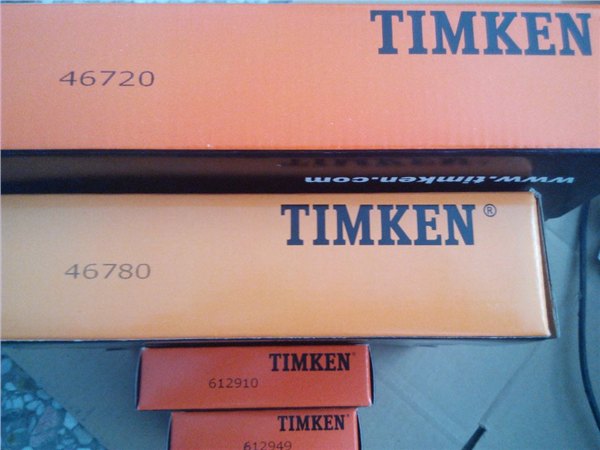 TIMKEN
46720
www.timken.com
TIMKEN®
46780
TIMKEN
612910
TIMKEN
612949